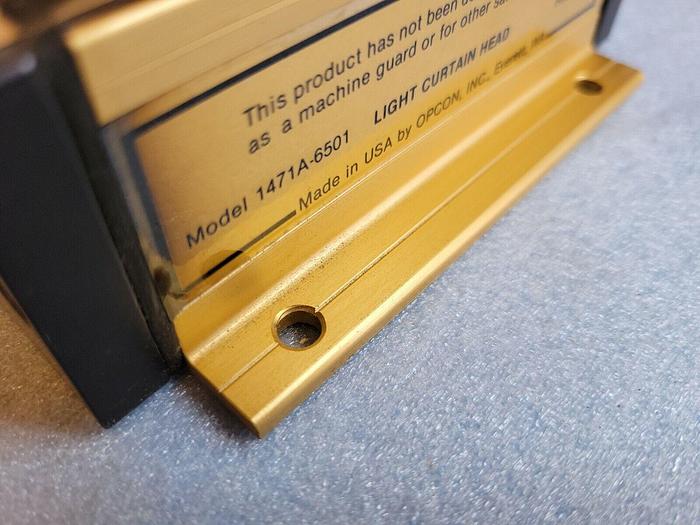 This product has not been
as a machine guard or for other
Model 1471A-6501 LIGHT CURTAIN HEAD
Made in USA by OPCON, INC., Everett,